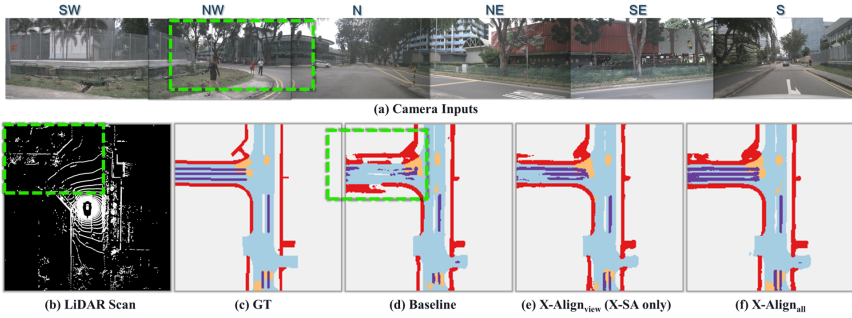 SW NW N NE SE S
(a) Camera Inputs
(b) LiDAR Scan (c) GT (d) Baseline (e) X-Alignview (X-SA only) (f) X-Alignall